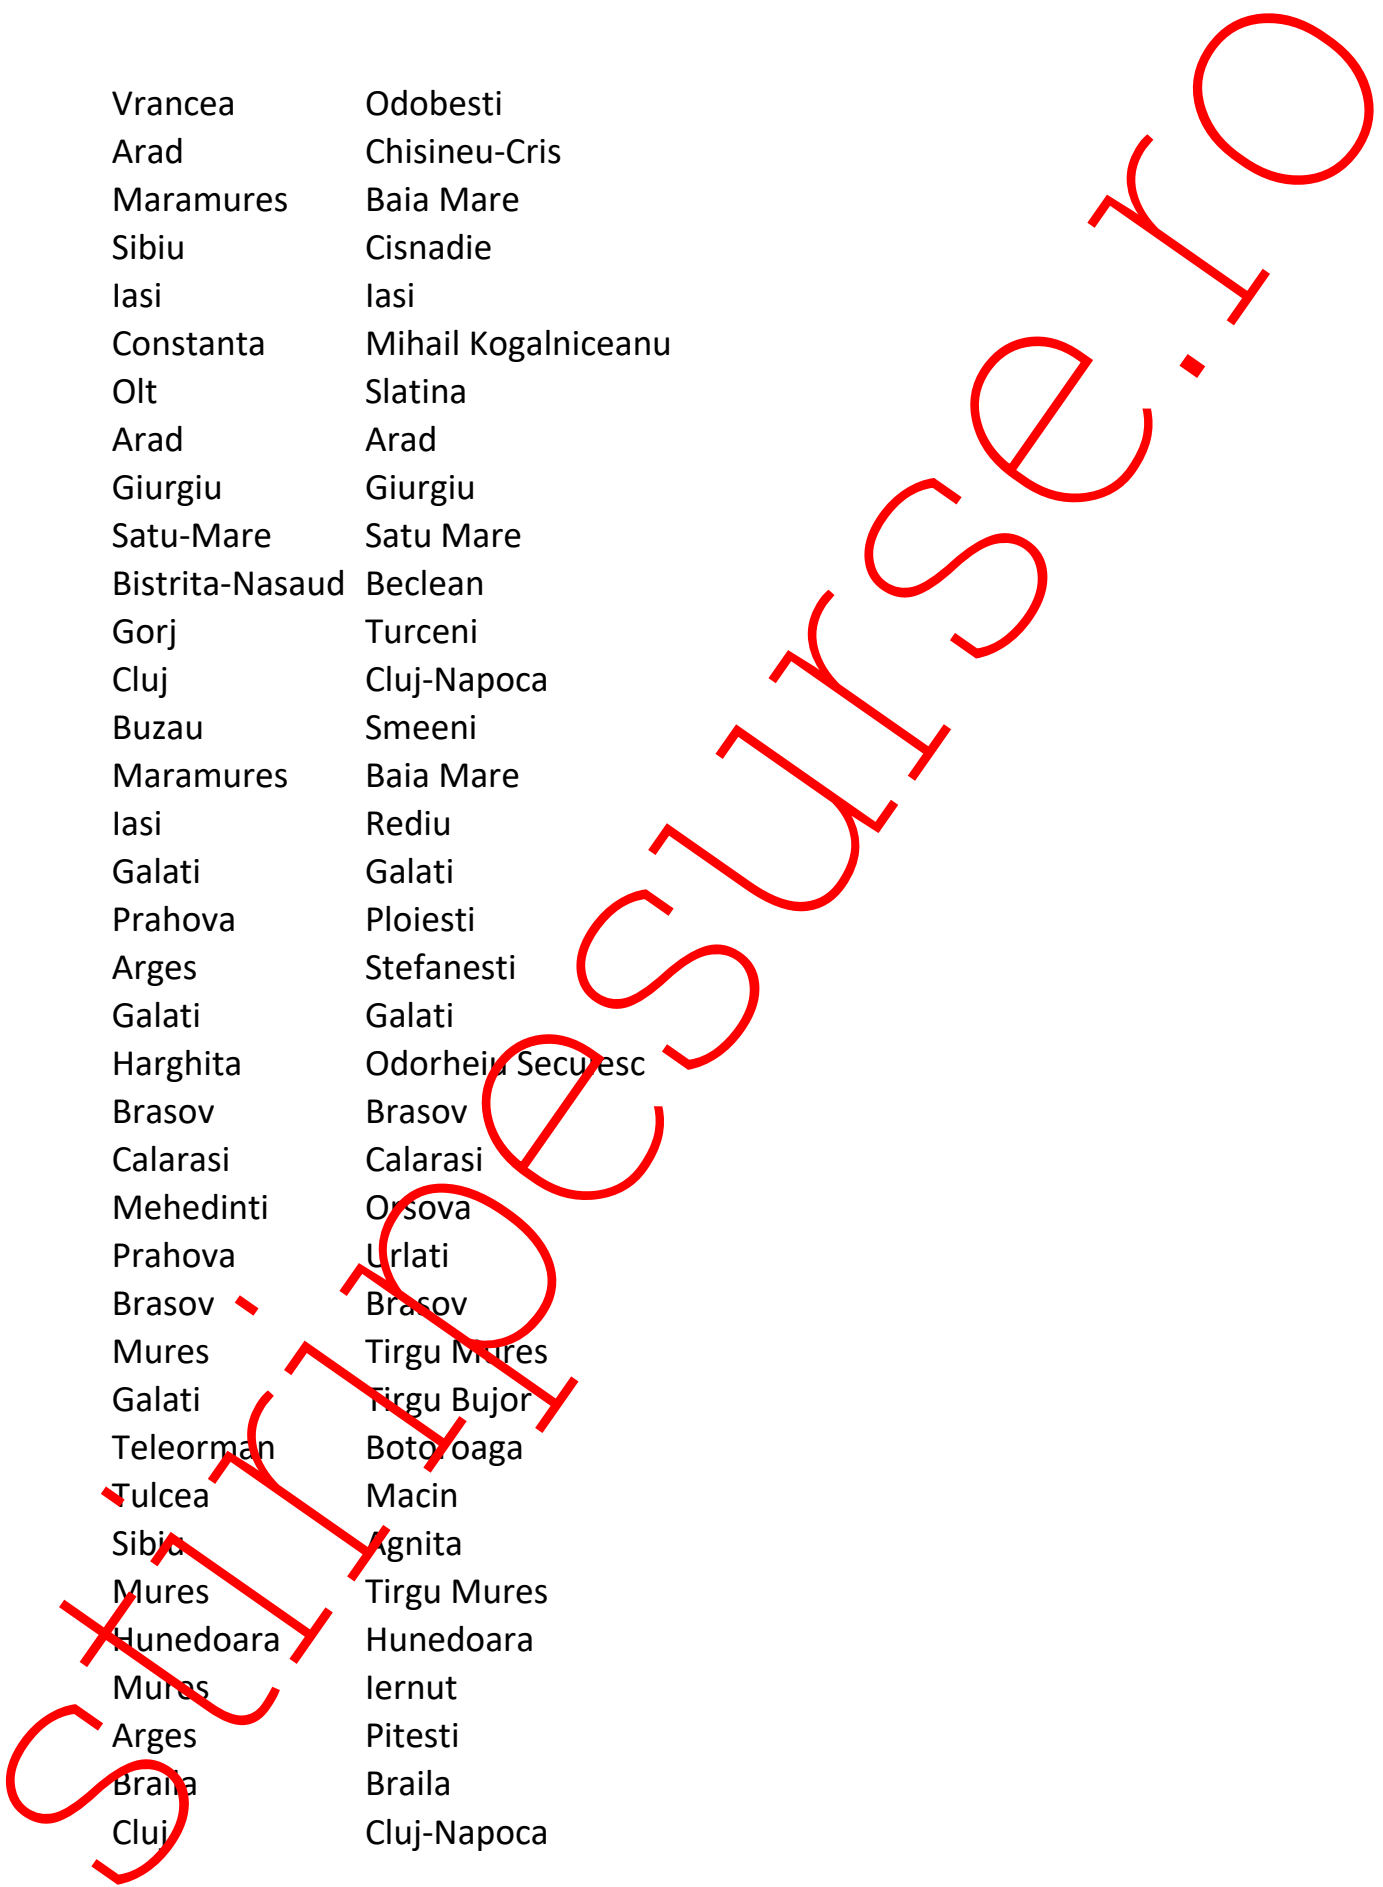 Vrancea Odobesti
Arad Chisineu-Cris
Maramures Baia Mare
Sibiu Cisnadie
Iasi Iasi
Constanta Mihail Kogalniceanu
Olt Slatina
Arad Arad
Giurgiu Giurgiu
Satu-Mare Satu Mare
Bistrita-Nasaud Beclean
Gorj Turceni
Cluj Cluj-Napoca
Buzau Smeeni
Maramures Baia Mare
Iasi Rediu
Galati Galati
Prahova Ploiesti
Arges Stefanesti
Galati Galati
Harghita Odorheiu Secuiesc
Brasov Brasov
Calarasi Calarasi
Mehedinti Orsova
Prahova Urlati
Brasov Brasov
Mures Tirgu Mures
Galati Tirgu Bujor
Teleorman Botoroaga
Tulcea Macin
Sibiu Agnita
Mures Tirgu Mures
Hunedoara Hunedoara
Mures Iernut
Arges Pitesti
Braila Braila
Cluj Cluj-Napoca
stiripesurse.ro